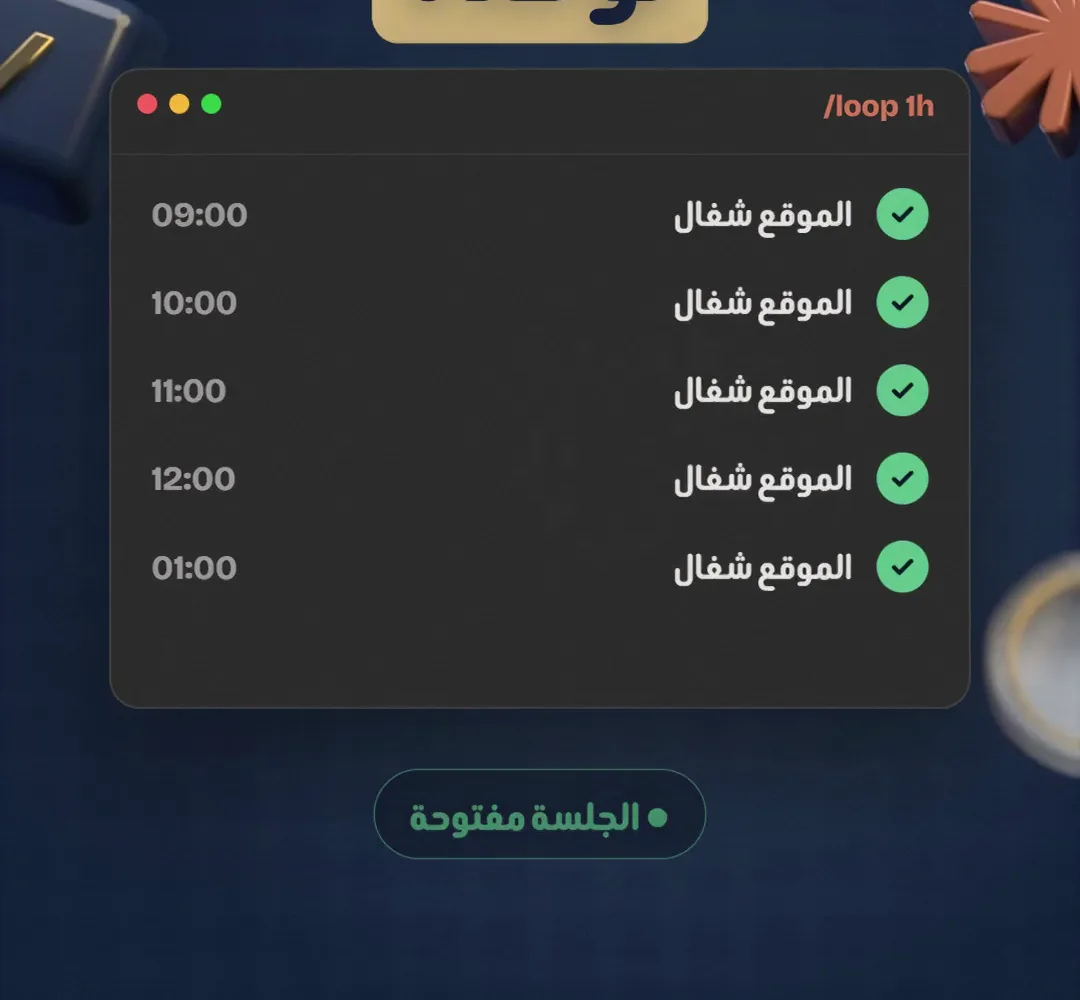 /loop 1h
الموقع شغال 09:00
الموقع شغال 10:00
الموقع شغال 11:00
الموقع شغال 12:00
الموقع شغال 01:00
الجلسة مفتوحة